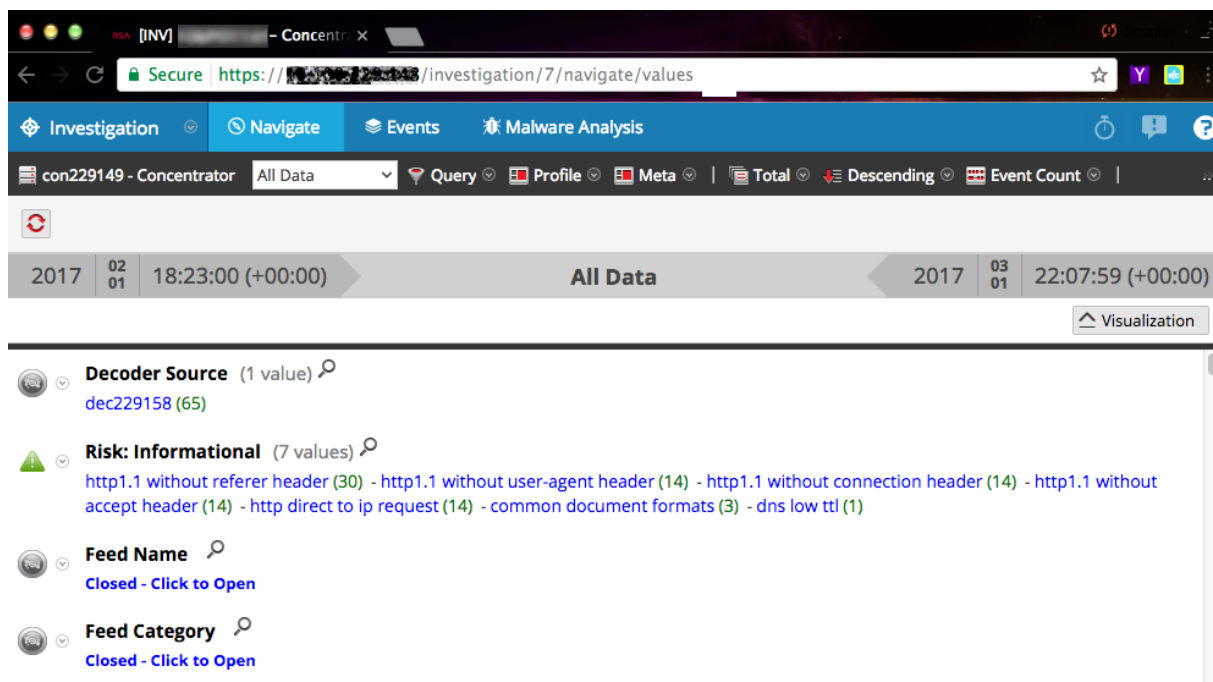 RSA [INV] – Concentra
Secure https:// /investigation/7/navigate/values Y
Investigation Navigate Events Malware Analysis ?
con229149 - Concentrator All Data Query Profile Meta | Total Descending Event Count |
2017 02 01 18:23:00 (+00:00) All Data 2017 03 01 22:07:59 (+00:00)
Visualization
Decoder Source (1 value)
dec229158 (65)
Risk: Informational (7 values)
http1.1 without referer header (30) - http1.1 without user-agent header (14) - http1.1 without connection header (14) - http1.1 without
accept header (14) - http direct to ip request (14) - common document formats (3) - dns low ttl (1)
Feed Name
Closed - Click to Open
Feed Category
Closed - Click to Open